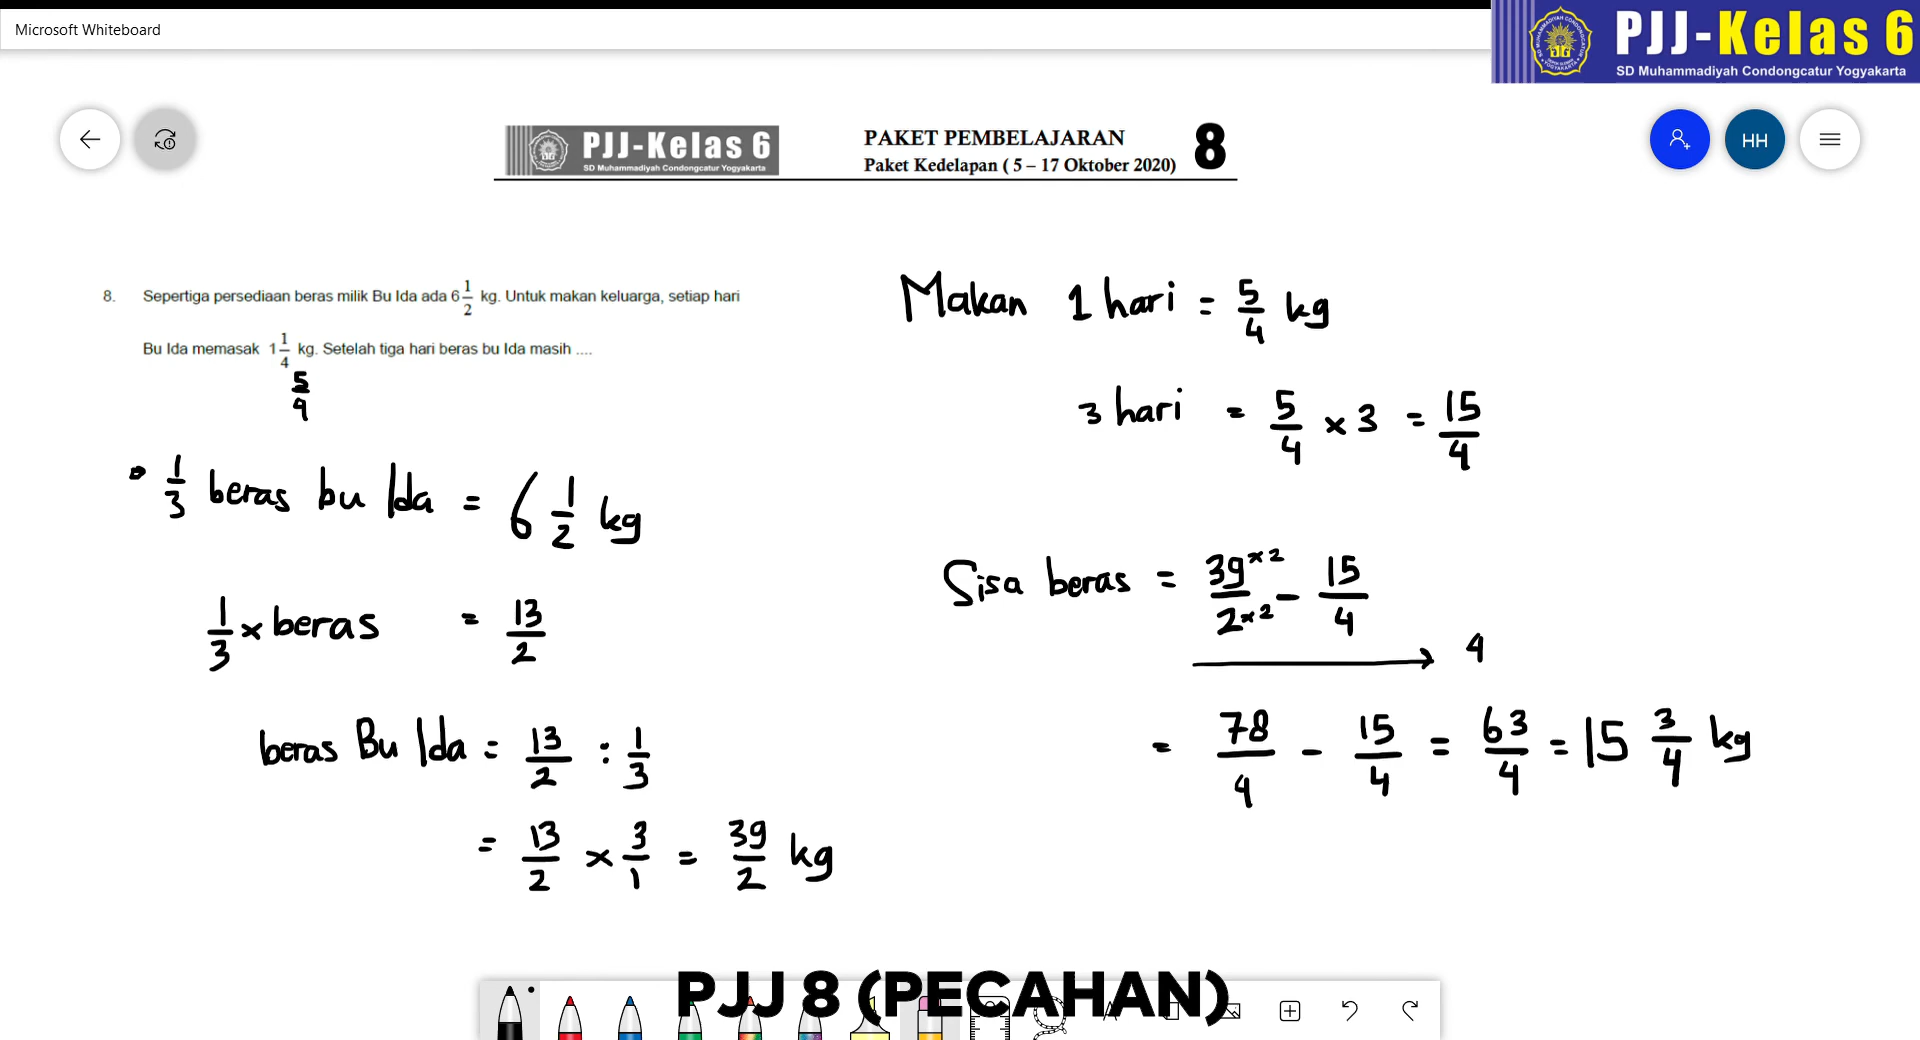 Microsoft Whiteboard
PJJ-Kelas 6
SD Muhammadiyah Condongcatur Yogyakarta
HH
PJJ-Kelas 6
SD Muhammadiyah Condongcatur Yogyakarta
PAKET PEMBELAJARAN 8
Paket Kedelapan ( 5 – 17 Oktober 2020)
8. Sepertiga persediaan beras milik Bu Ida ada 6 1/2 kg. Untuk makan keluarga, setiap hari
Bu Ida memasak 1 1/4 kg. Setelah tiga hari beras bu Ida masih ....
5/4
1/3 beras bu Ida = 6 1/2 kg
1/3 x beras = 13/2
beras Bu Ida = 13/2 : 1/3
= 13/2 x 3/1 = 39/2 kg
Makan 1 hari = 5/4 kg
3 hari = 5/4 x 3 = 15/4
Sisa beras = 39 x2/2 x2 - 15/4
→ 4
= 78/4 - 15/4 = 63/4 = 15 3/4 kg
PJJ 8 (PECAHAN)